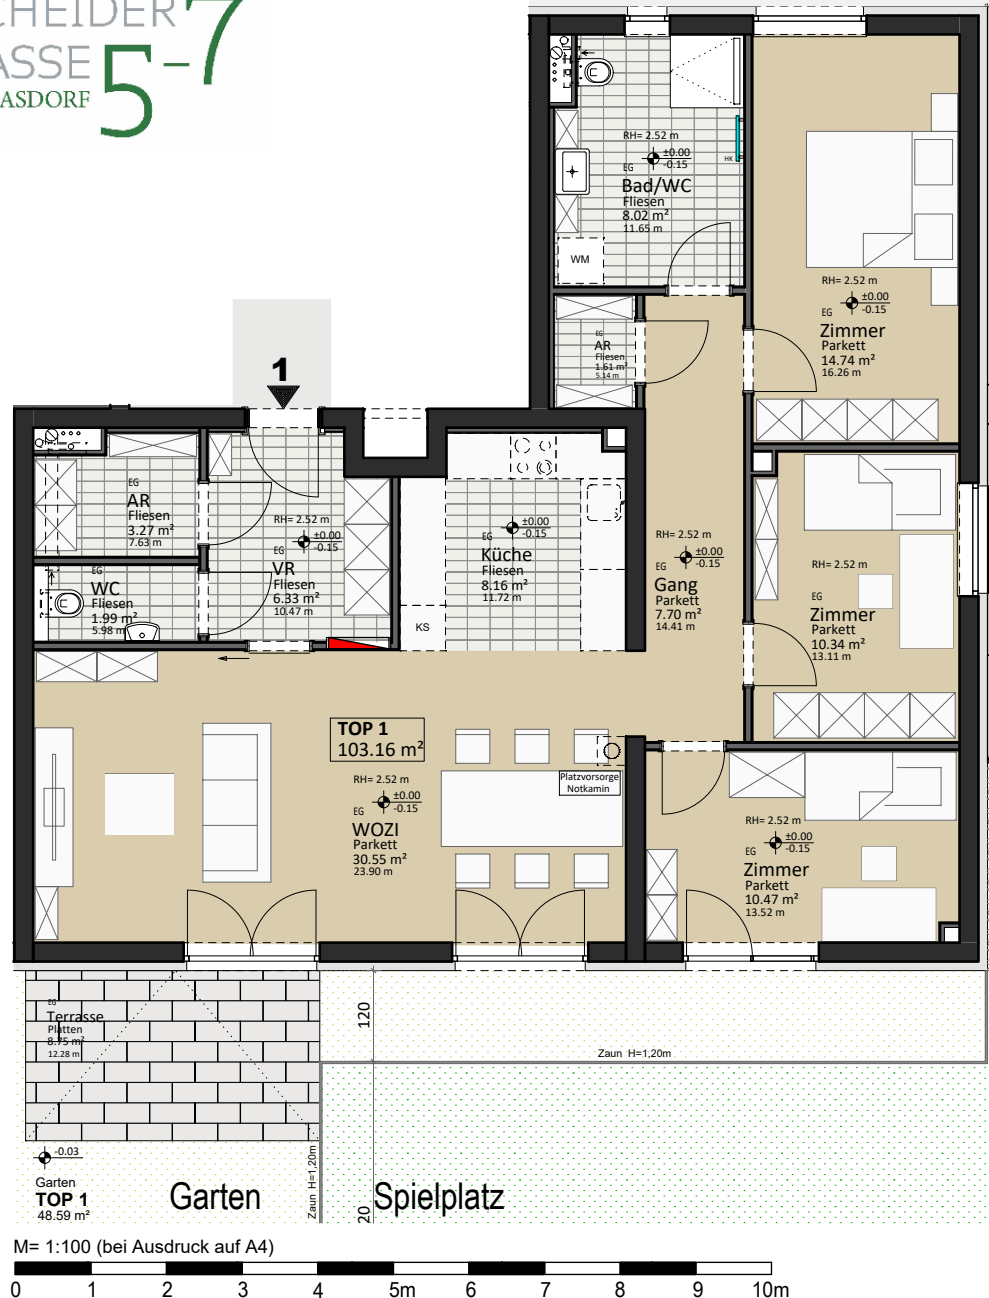 CHEIDER
ASSE 5-7
ASDORF
RH= 2.52 m
±0.00
-0.15
EG
Bad/WC
Fliesen
8.02 m²
11.65 m
HK
WM
RH= 2.52 m
±0.00
-0.15
EG
Zimmer
Parkett
14.74 m²
16.26 m
EG
AR
Fliesen
1.61 m²
5.14 m
1
EG
AR
Fliesen
3.27 m²
7.63 m
RH= 2.52 m
±0.00
-0.15
EG
VR
Fliesen
6.33 m²
10.47 m
EG
WC
Fliesen
1.99 m²
5.98 m
±0.00
-0.15
EG
Küche
Fliesen
8.16 m²
11.72 m
KS
RH= 2.52 m
±0.00
-0.15
EG
Gang
Parkett
7.70 m²
14.41 m
RH= 2.52 m
EG
Zimmer
Parkett
10.34 m²
13.11 m
TOP 1
103.16 m²
RH= 2.52 m
±0.00
-0.15
EG
WOZI
Parkett
30.55 m²
23.90 m
Platzvorsorge
Notkamin
RH= 2.52 m
±0.00
-0.15
EG
Zimmer
Parkett
10.47 m²
13.52 m
EG
Terrasse
Platten
8.75 m²
12.28 m
120
Zaun H=1,20m
-0.03
Garten
TOP 1
48.59 m²
Garten
Zaun H=1,20m
20
Spielplatz
M= 1:100 (bei Ausdruck auf A4)
0 1 2 3 4 5m 6 7 8 9 10m